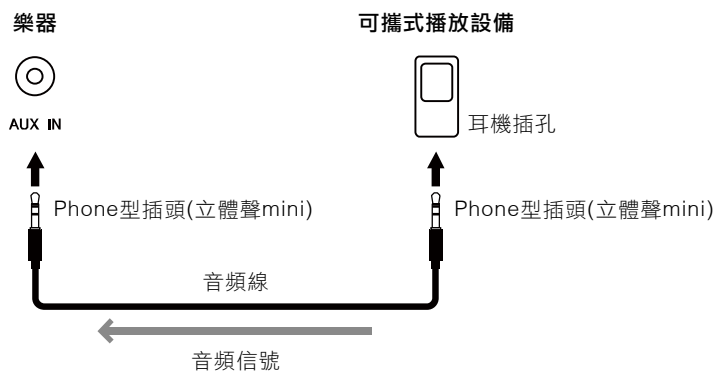 樂器
可攜式播放設備
AUX IN
耳機插孔
Phone型插頭(立體聲mini)
Phone型插頭(立體聲mini)
音頻線
音頻信號